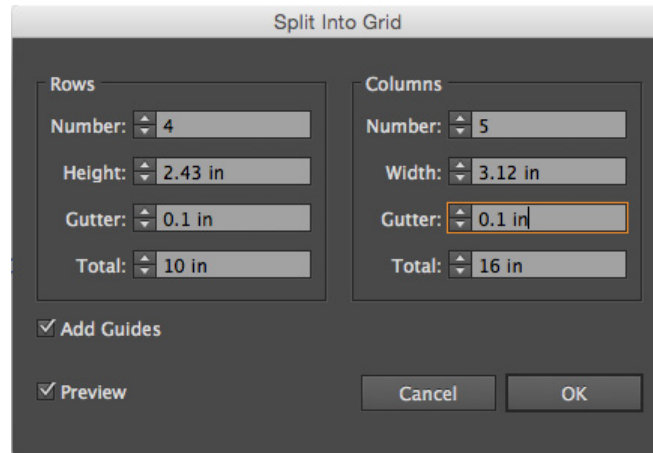 Split Into Grid
Rows
Number: 4
Height: 2.43 in
Gutter: 0.1 in
Total: 10 in
Columns
Number: 5
Width: 3.12 in
Gutter: 0.1 in
Total: 16 in
Add Guides
Preview
Cancel
OK